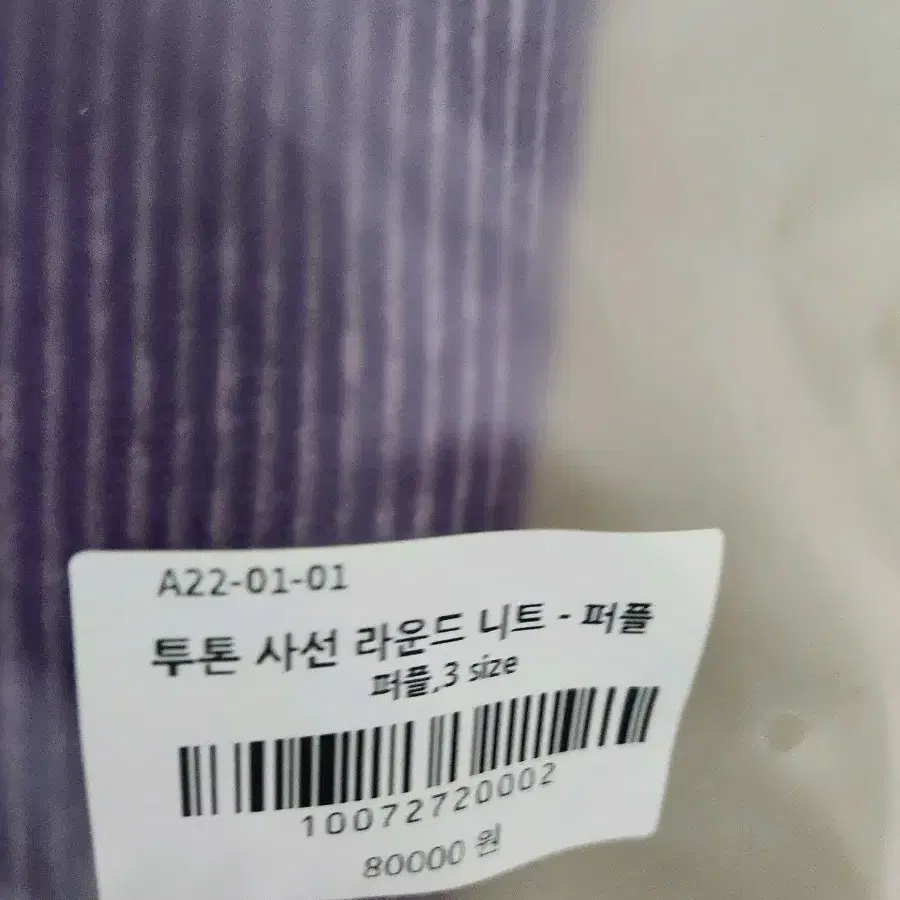 A22-01-01
투톤 사선 라운드 니트 - 퍼플
퍼플,3 size
10072720002
80000 원